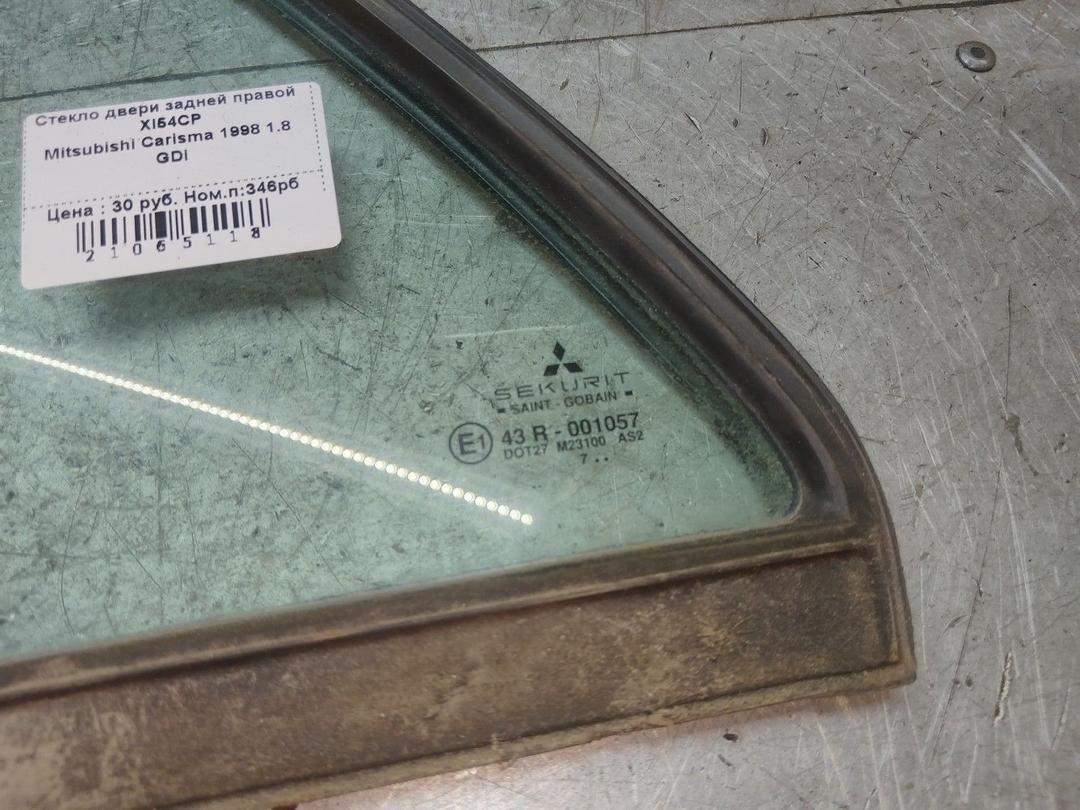 Стекло двери задней правой
XI54CP
Mitsubishi Carisma 1998 1.8
GDi
Цена : 30 руб. Ном.п:346рб
21065118
SEKURIT
SAINT - GOBAIN
E1 43 R - 001057
DOT27 M23100 AS2
7 ..